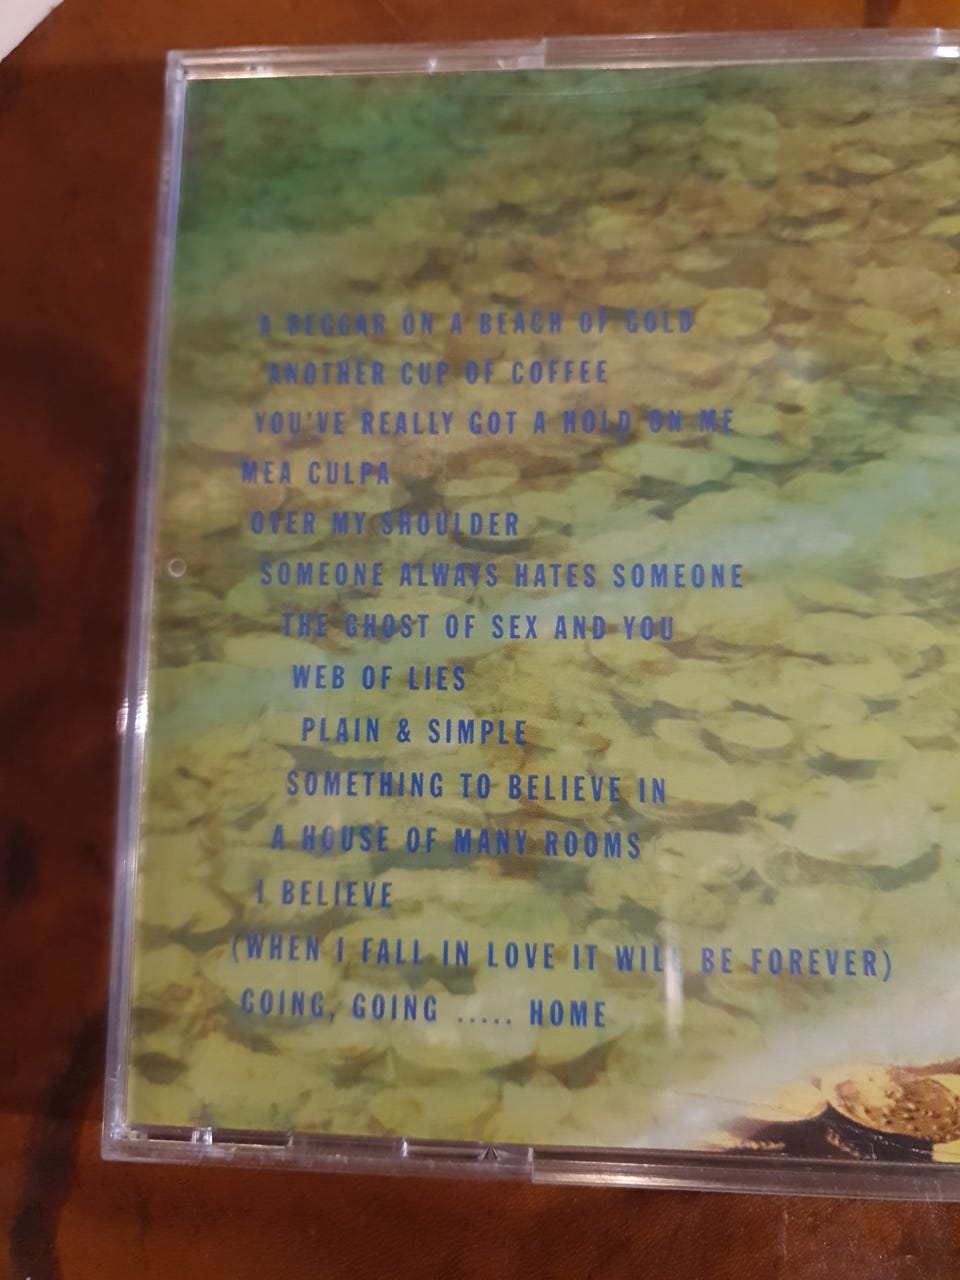 A BEGGAR ON A BEACH OF GOLD
ANOTHER CUP OF COFFEE
YOU'VE REALLY GOT A HOLD ON ME
MEA CULPA
OVER MY SHOULDER
SOMEONE ALWAYS HATES SOMEONE
THE GHOST OF SEX AND YOU
WEB OF LIES
PLAIN & SIMPLE
SOMETHING TO BELIEVE IN
A HOUSE OF MANY ROOMS
I BELIEVE
(WHEN I FALL IN LOVE IT WILL BE FOREVER)
GOING, GOING ..... HOME